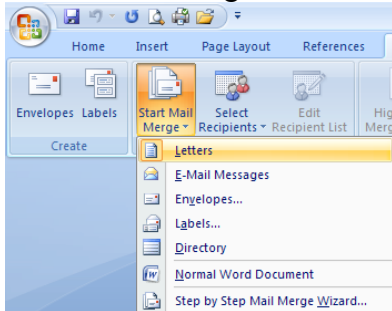 Home Insert Page Layout References
Envelopes Labels Start Mail Merge Select Recipients Edit Recipient List
Create
Letters
E-Mail Messages
Envelopes...
Labels...
Directory
Normal Word Document
Step by Step Mail Merge Wizard...